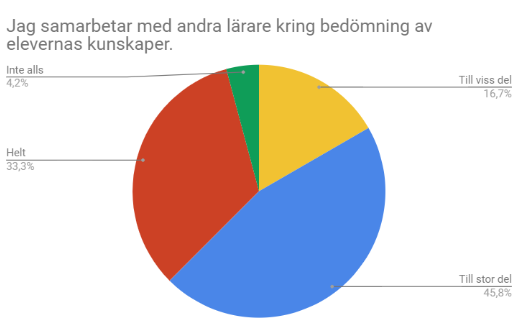 Jag samarbetar med andra lärare kring bedömning av
elevernas kunskaper.
Inte alls
4,2%
Till viss del
16,7%
Helt
33,3%
Till stor del
45,8%